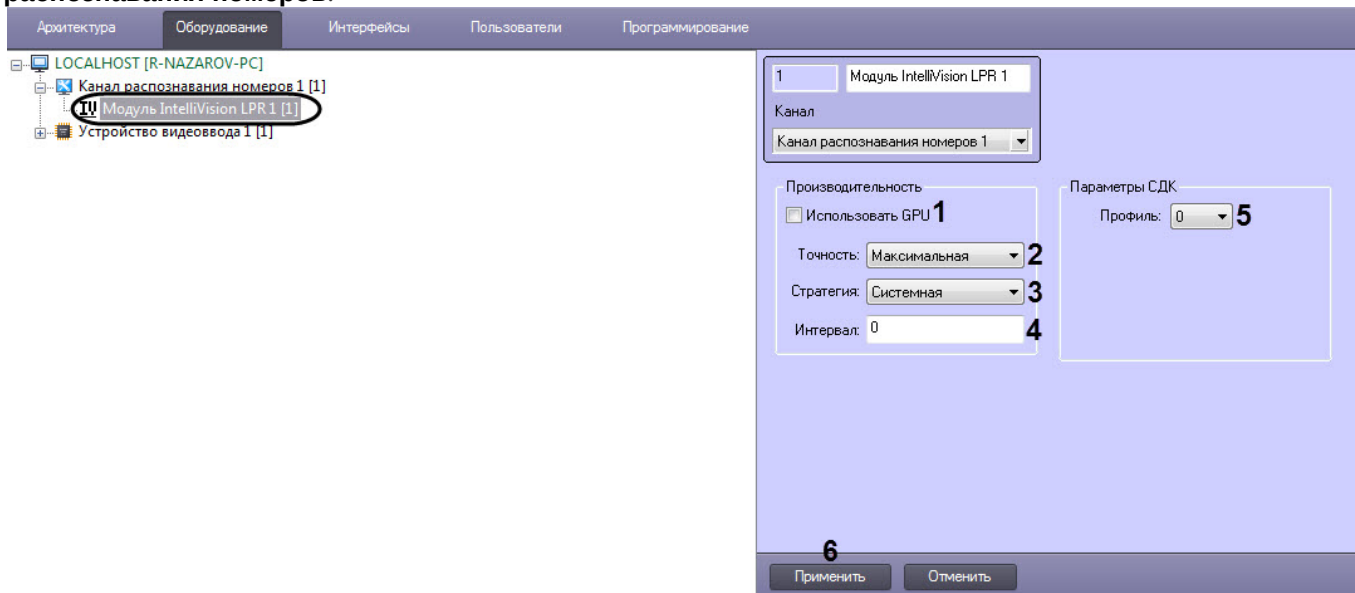 распознавания номеров.
Архитектура Оборудование Интерфейсы Пользователи Программирование
LOCALHOST [R-NAZAROV-PC]
Канал распознавания номеров 1 [1]
Модуль IntelliVision LPR 1 [1]
Устройство видеоввода 1 [1]
1 Модуль IntelliVision LPR 1
Канал
Канал распознавания номеров 1
Производительность
Использовать GPU 1
Точность: Максимальная 2
Стратегия: Системная 3
Интервал: 0 4
Параметры СДК
Профиль: 0 5
6
Применить Отменить